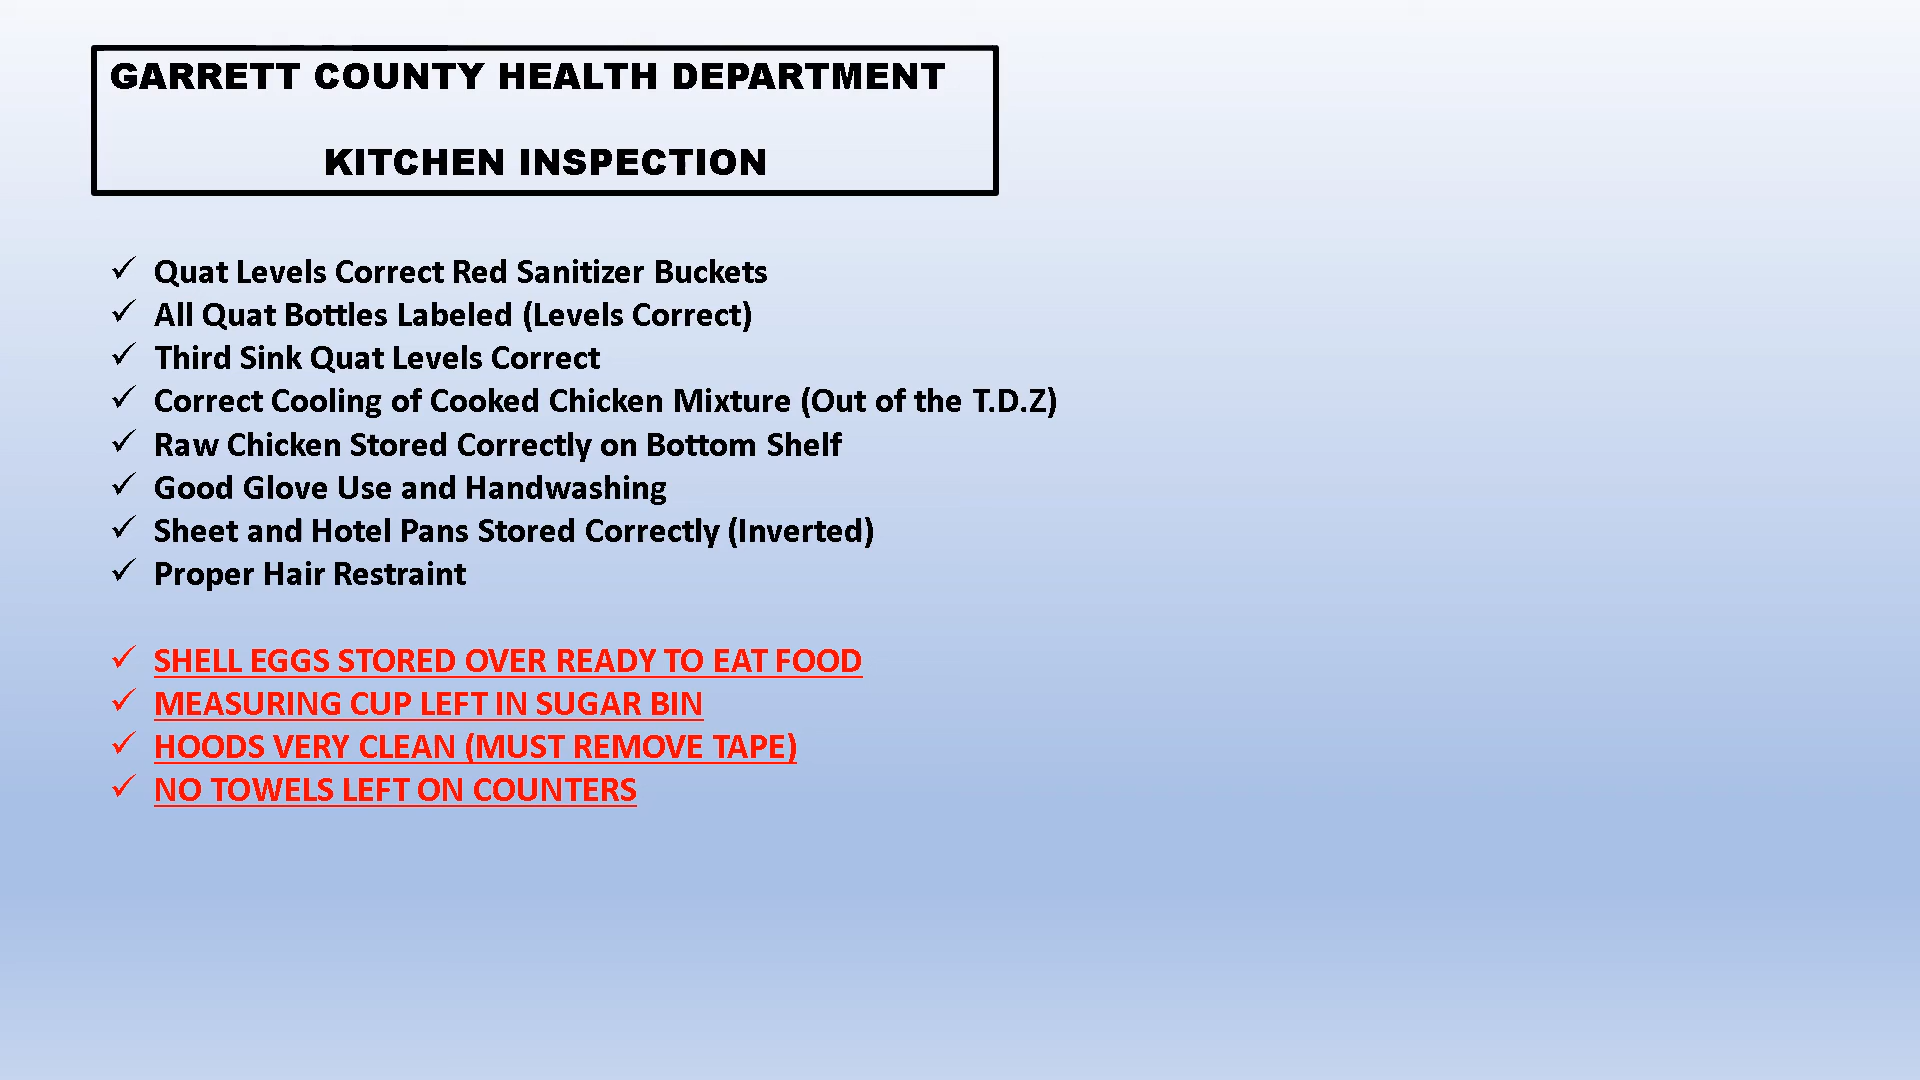 GARRETT COUNTY HEALTH DEPARTMENT
KITCHEN INSPECTION
✓ Quat Levels Correct Red Sanitizer Buckets
✓ All Quat Bottles Labeled (Levels Correct)
✓ Third Sink Quat Levels Correct
✓ Correct Cooling of Cooked Chicken Mixture (Out of the T.D.Z)
✓ Raw Chicken Stored Correctly on Bottom Shelf
✓ Good Glove Use and Handwashing
✓ Sheet and Hotel Pans Stored Correctly (Inverted)
✓ Proper Hair Restraint
✓ SHELL EGGS STORED OVER READY TO EAT FOOD
✓ MEASURING CUP LEFT IN SUGAR BIN
✓ HOODS VERY CLEAN (MUST REMOVE TAPE)
✓ NO TOWELS LEFT ON COUNTERS